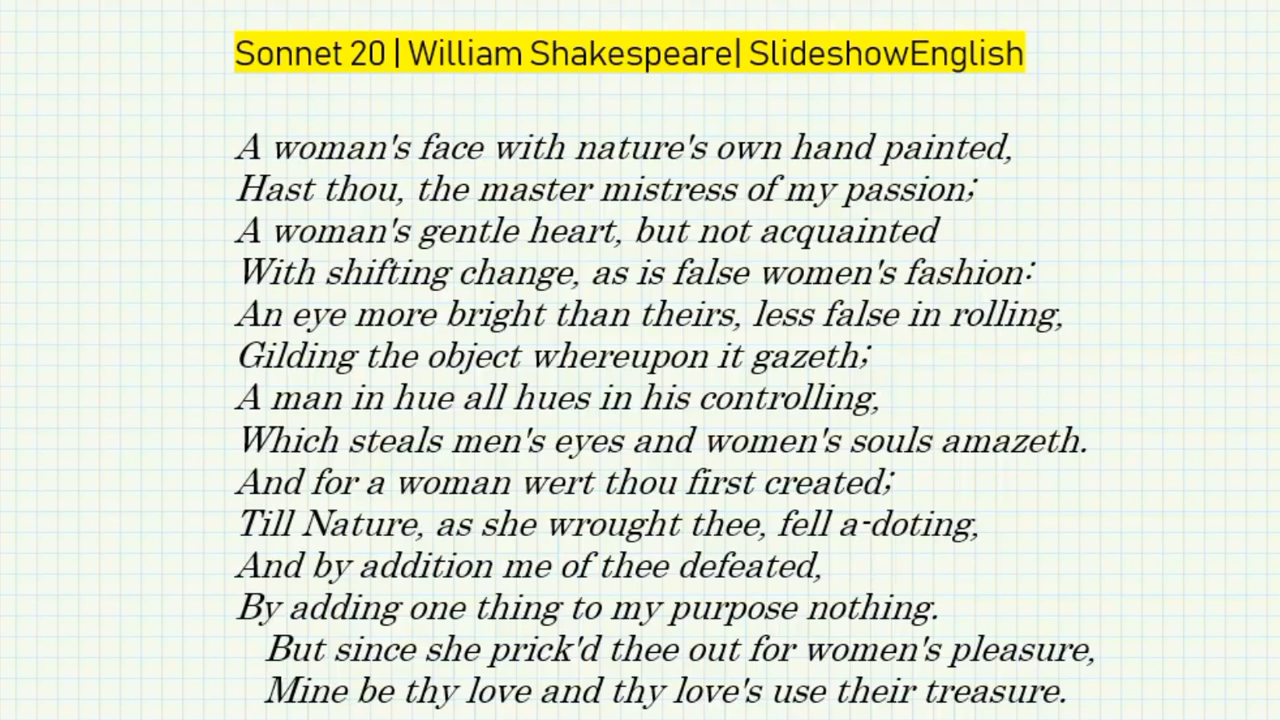 Sonnet 20 | William Shakespeare| SlideshowEnglish
A woman's face with nature's own hand painted,
Hast thou, the master mistress of my passion;
A woman's gentle heart, but not acquainted
With shifting change, as is false women's fashion:
An eye more bright than theirs, less false in rolling,
Gilding the object whereupon it gazeth;
A man in hue all hues in his controlling,
Which steals men's eyes and women's souls amazeth.
And for a woman wert thou first created;
Till Nature, as she wrought thee, fell a-doting,
And by addition me of thee defeated,
By adding one thing to my purpose nothing.
But since she prick'd thee out for women's pleasure,
Mine be thy love and thy love's use their treasure.